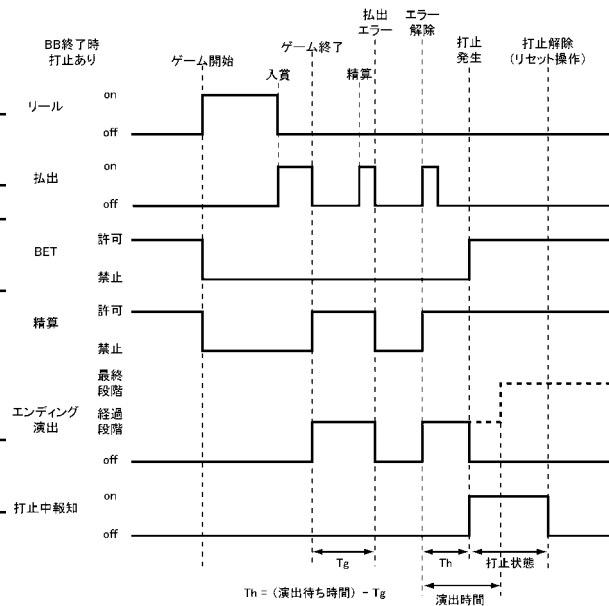 BB終了時
打止あり
ゲーム開始
ゲーム終了
払出
エラー
エラー
解除
打止
発生
打止解除
(リセット操作)
入賞
精算
リール
on
off
払出
on
off
BET
許可
禁止
精算
許可
禁止
エンディング
演出
最終
段階
経過
段階
off
打止中報知
on
off
Tg
Th
打止状態
Th = (演出待ち時間) - Tg
演出時間